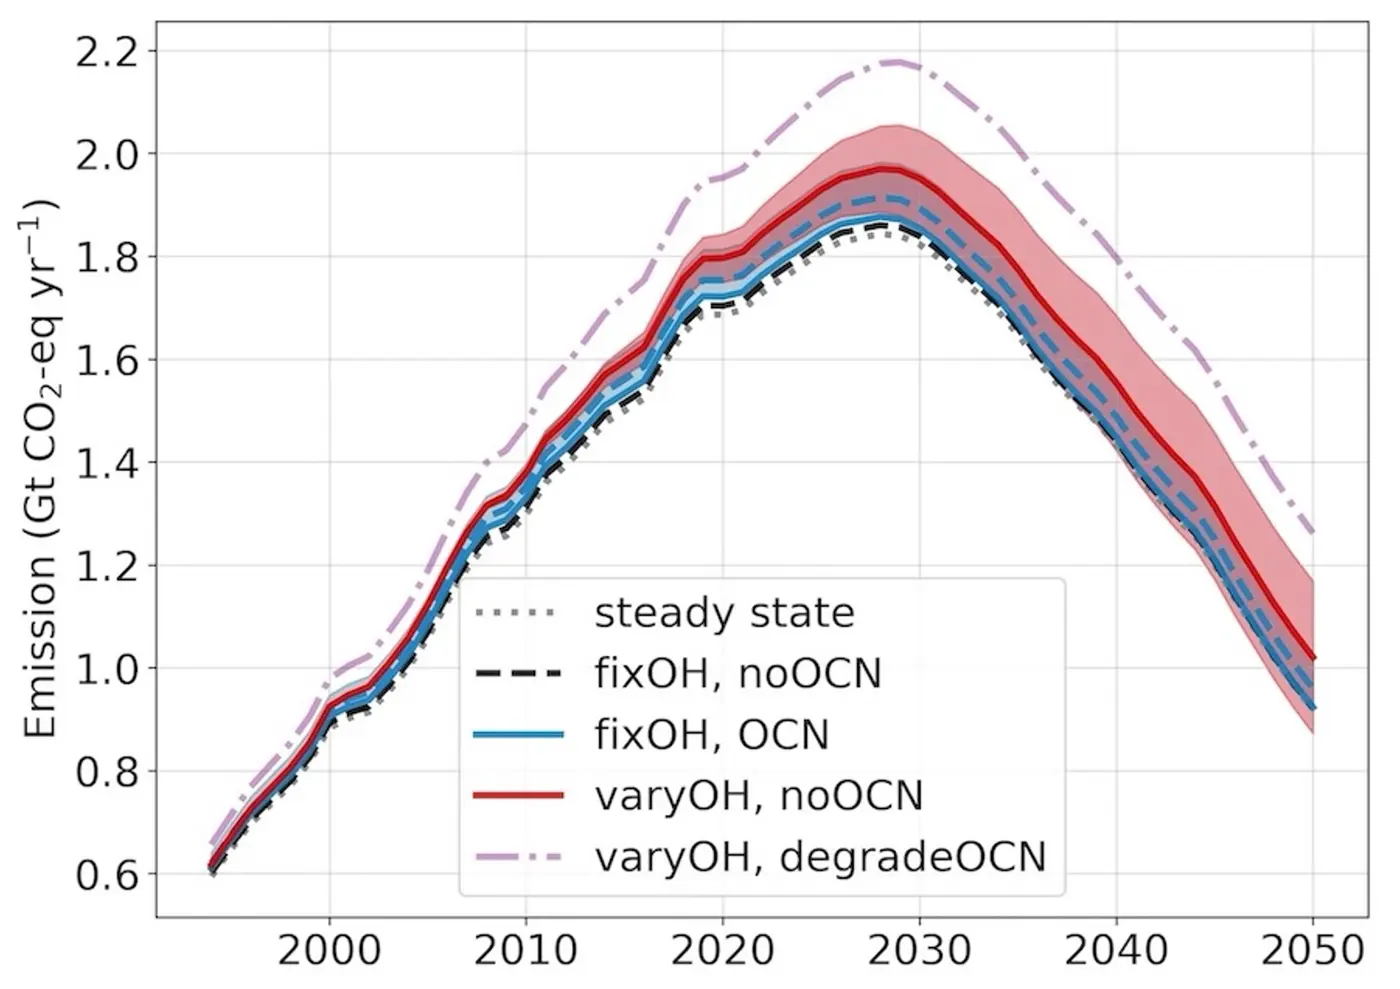 Emission (Gt CO₂-eq yr⁻¹)
2.2
2.0
1.8
1.6
1.4
1.2
1.0
0.8
0.6
steady state
fixOH, noOCN
fixOH, OCN
varyOH, noOCN
varyOH, degradeOCN
2000 2010 2020 2030 2040 2050